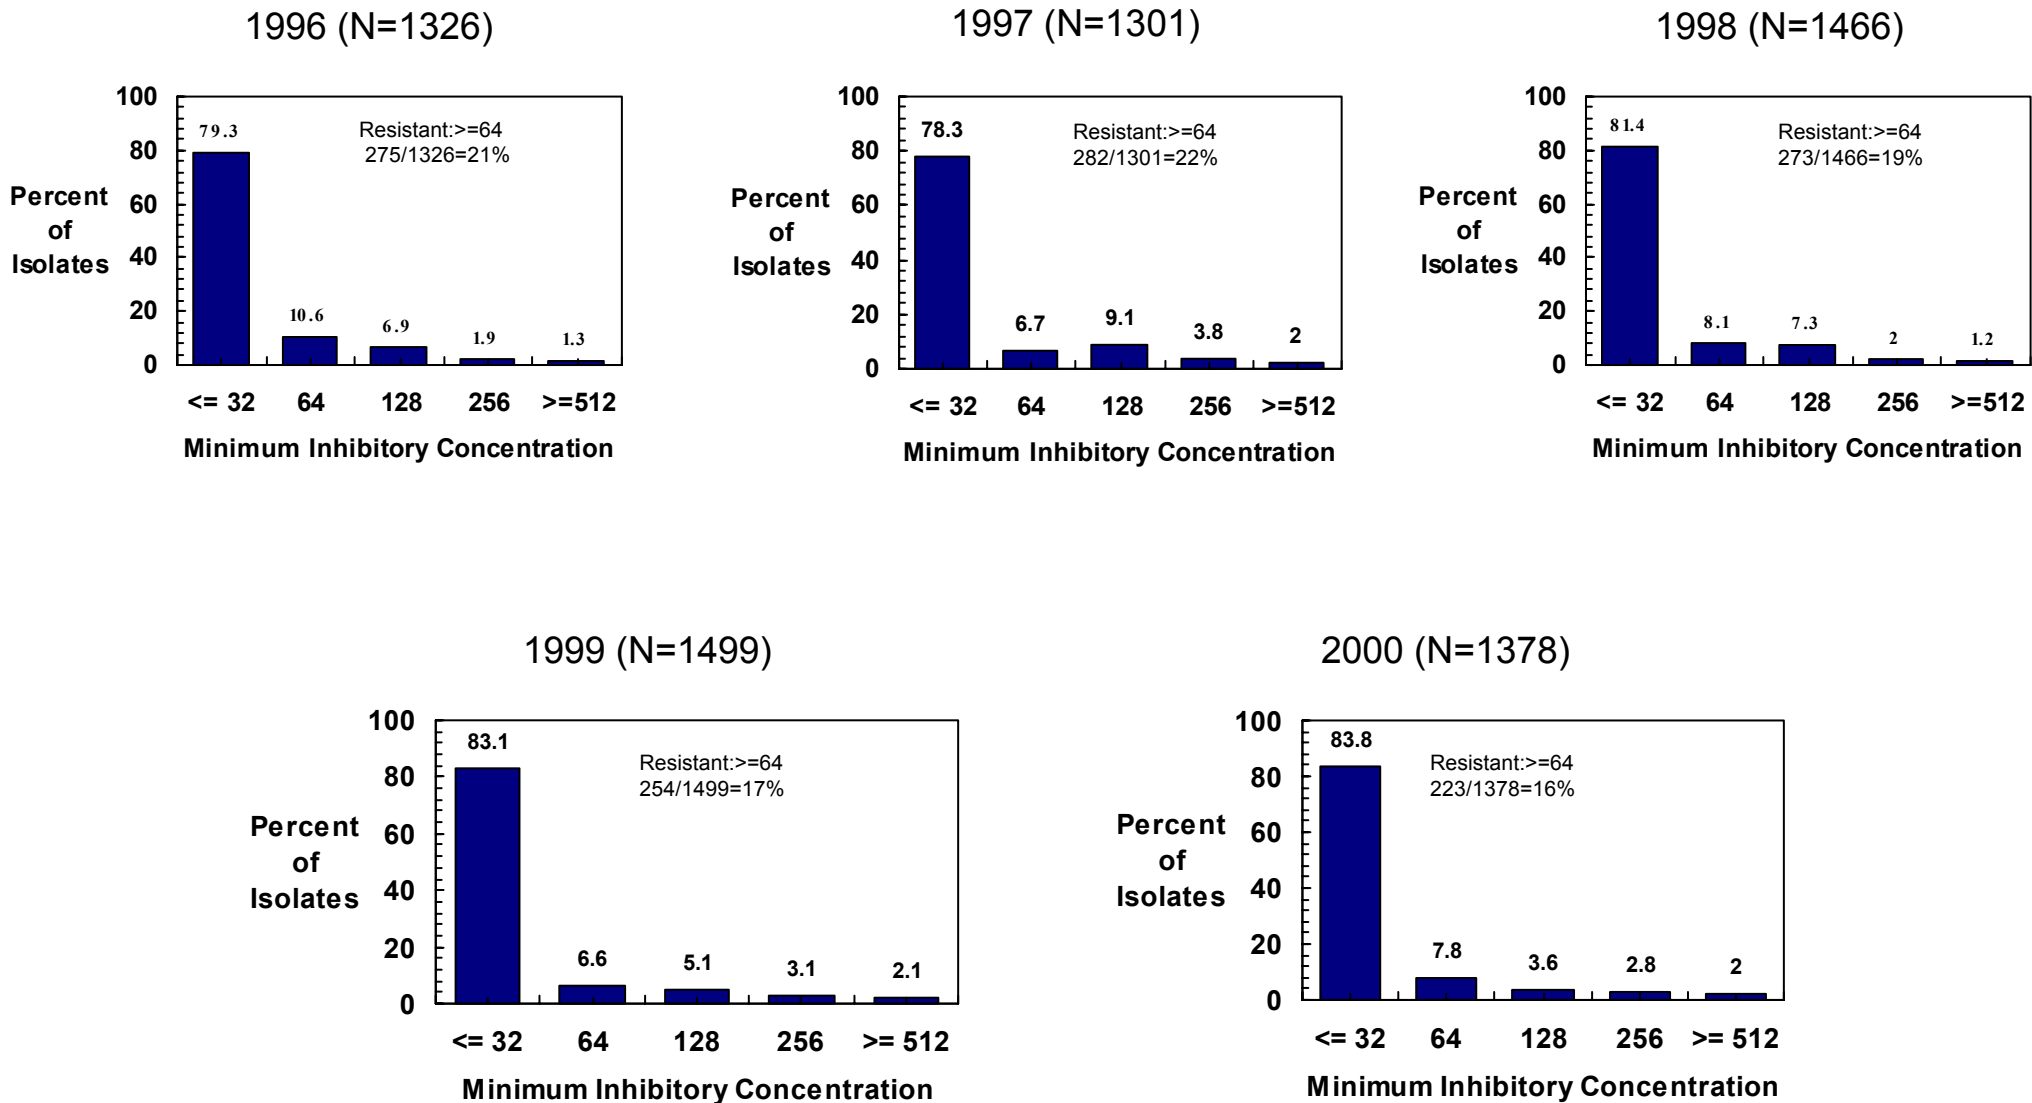 1996 (N=1326)
100
80
60
40
20
0
Percent
of
Isolates
79.3
10.6
6.9
1.9
1.3
Resistant:>=64
275/1326=21%
<= 32 64 128 256 >=512
Minimum Inhibitory Concentration
1997 (N=1301)
100
80
60
40
20
0
Percent
of
Isolates
78.3
6.7
9.1
3.8
2
Resistant:>=64
282/1301=22%
<= 32 64 128 256 >=512
Minimum Inhibitory Concentration
1998 (N=1466)
100
80
60
40
20
0
Percent
of
Isolates
81.4
8.1
7.3
2
1.2
Resistant:>=64
273/1466=19%
<= 32 64 128 256 >=512
Minimum Inhibitory Concentration
1999 (N=1499)
100
80
60
40
20
0
Percent
of
Isolates
83.1
6.6
5.1
3.1
2.1
Resistant:>=64
254/1499=17%
<= 32 64 128 256 >= 512
Minimum Inhibitory Concentration
2000 (N=1378)
100
80
60
40
20
0
Percent
of
Isolates
83.8
7.8
3.6
2.8
2
Resistant:>=64
223/1378=16%
<= 32 64 128 256 >= 512
Minimum Inhibitory Concentration